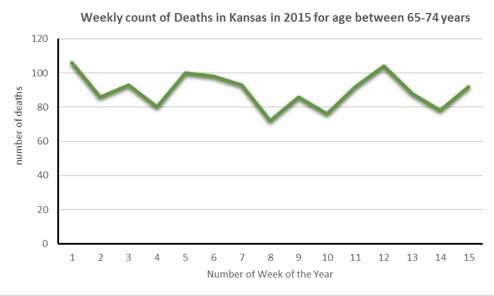 Weekly count of Deaths in Kansas in 2015 for age between 65-74 years
number of deaths
120
100
80
60
40
20
0
1 2 3 4 5 6 7 8 9 10 11 12 13 14 15
Number of Week of the Year